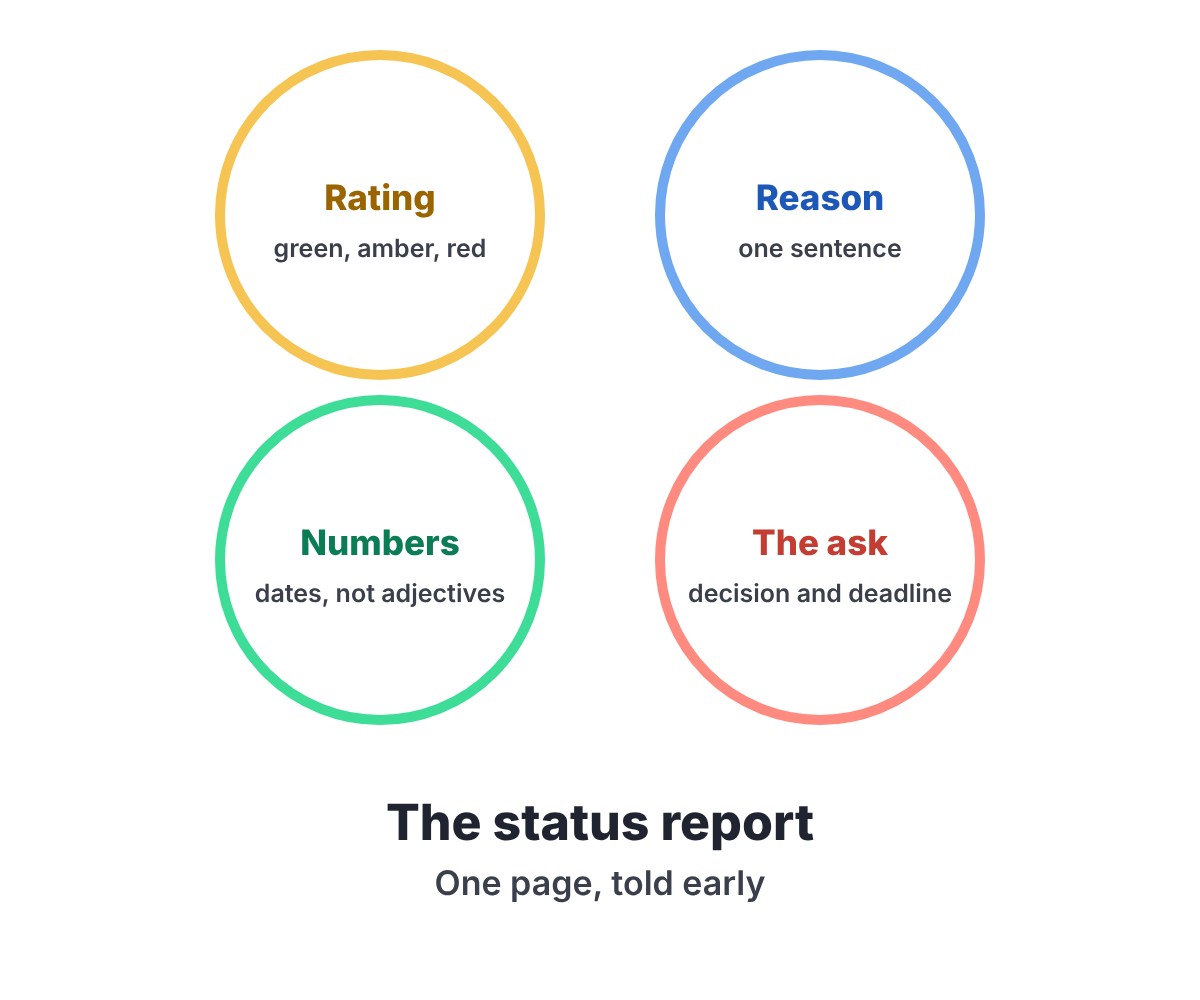 Rating
green, amber, red
Reason
one sentence
Numbers
dates, not adjectives
The ask
decision and deadline
The status report
One page, told early